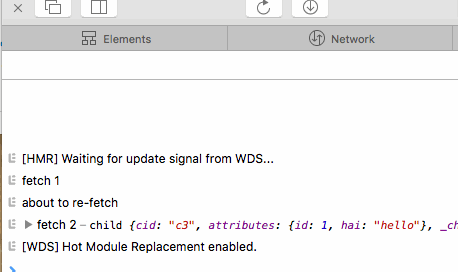 Elements Network
[HMR] Waiting for update signal from WDS...
fetch 1
about to re-fetch
fetch 2 – child {cid: "c3", attributes: {id: 1, hai: "hello"}, _ch
[WDS] Hot Module Replacement enabled.